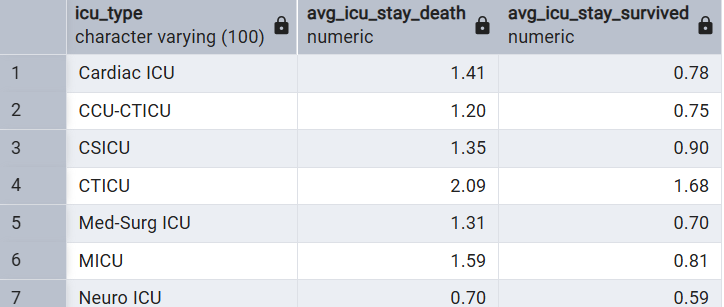 icu_type avg_icu_stay_death avg_icu_stay_survived
character varying (100) numeric numeric
1 Cardiac ICU 1.41 0.78
2 CCU-CTICU 1.20 0.75
3 CSICU 1.35 0.90
4 CTICU 2.09 1.68
5 Med-Surg ICU 1.31 0.70
6 MICU 1.59 0.81
7 Neuro ICU 0.70 0.59